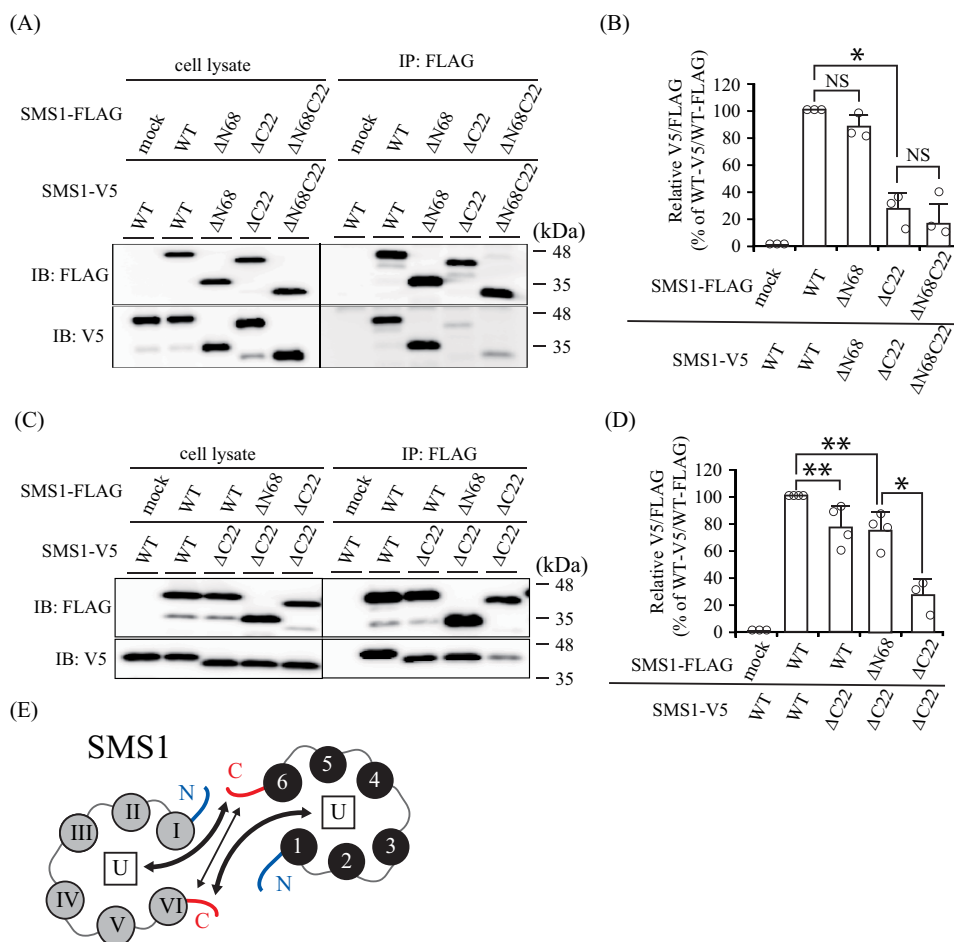 (A)
cell lysate
IP: FLAG
SMS1-FLAG
mock WT ΔN68 ΔC22 ΔN68C22
mock WT ΔN68 ΔC22 ΔN68C22
SMS1-V5
WT WT ΔN68 ΔC22 ΔN68C22
WT WT ΔN68 ΔC22 ΔN68C22
(kDa)
IB: FLAG
48
35
IB: V5
48
35
(B)
Relative V5/FLAG
(% of WT-V5/WT-FLAG)
120
100
80
60
40
20
0
*
NS
NS
SMS1-FLAG
mock WT ΔN68 ΔC22 ΔN68C22
SMS1-V5
WT WT ΔN68 ΔC22 ΔN68C22
(C)
cell lysate
IP: FLAG
SMS1-FLAG
mock WT WT ΔN68 ΔC22
mock WT WT ΔN68 ΔC22
SMS1-V5
WT WT ΔC22 ΔC22 ΔC22
WT WT ΔC22 ΔC22 ΔC22
(kDa)
IB: FLAG
48
35
IB: V5
48
35
(D)
Relative V5/FLAG
(% of WT-V5/WT-FLAG)
120
100
80
60
40
20
0
**
**
*
SMS1-FLAG
mock WT WT ΔN68 ΔC22
SMS1-V5
WT WT ΔC22 ΔC22 ΔC22
(E)
SMS1
N
C
I
II
III
IV
V
VI
U
C
6
5
4
3
2
1
U
N